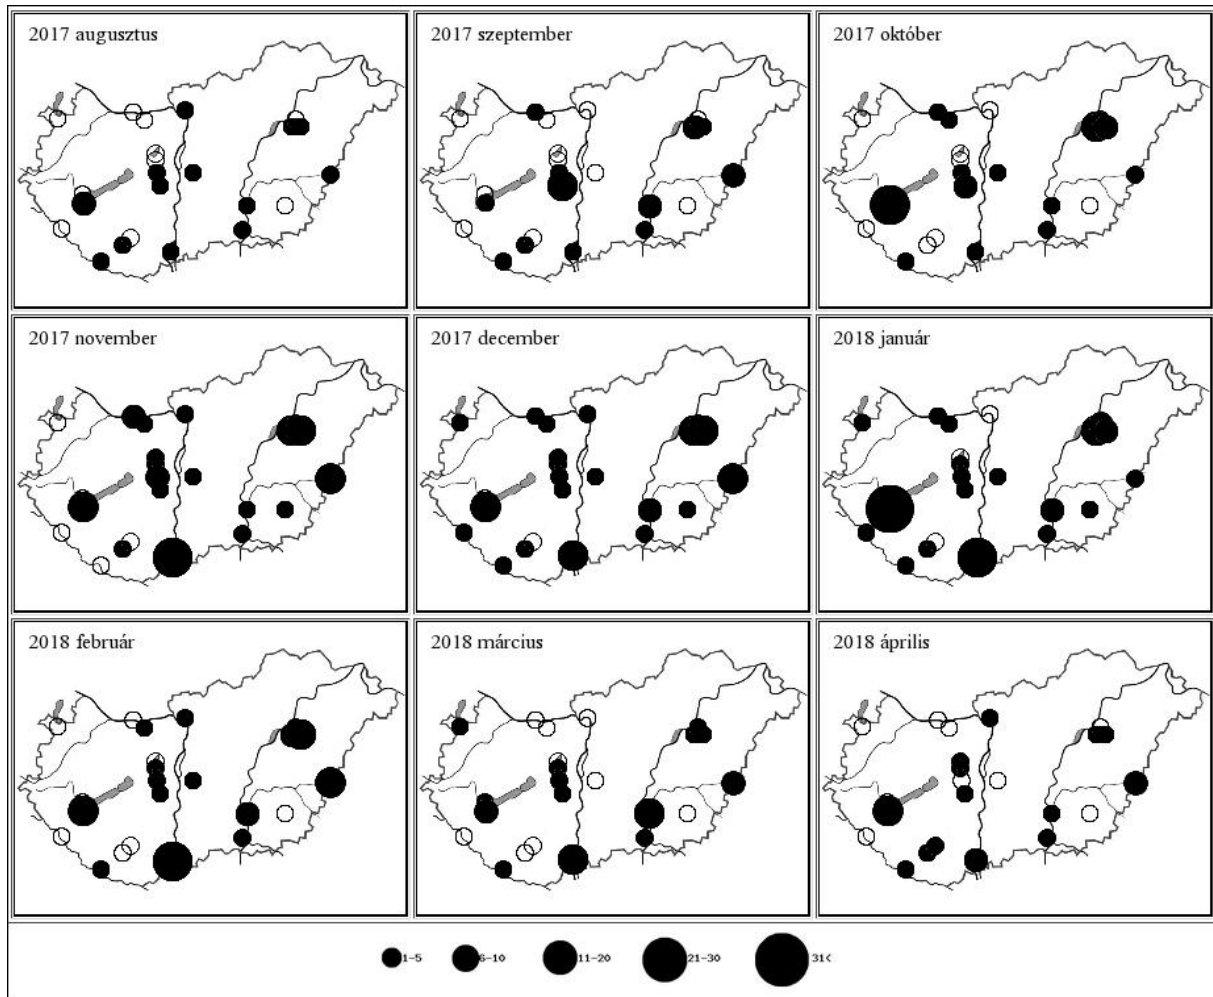 2017 augusztus
2017 szeptember
2017 október
2017 november
2017 december
2018 január
2018 február
2018 március
2018 április
1-5
6-10
11-20
21-30
31<